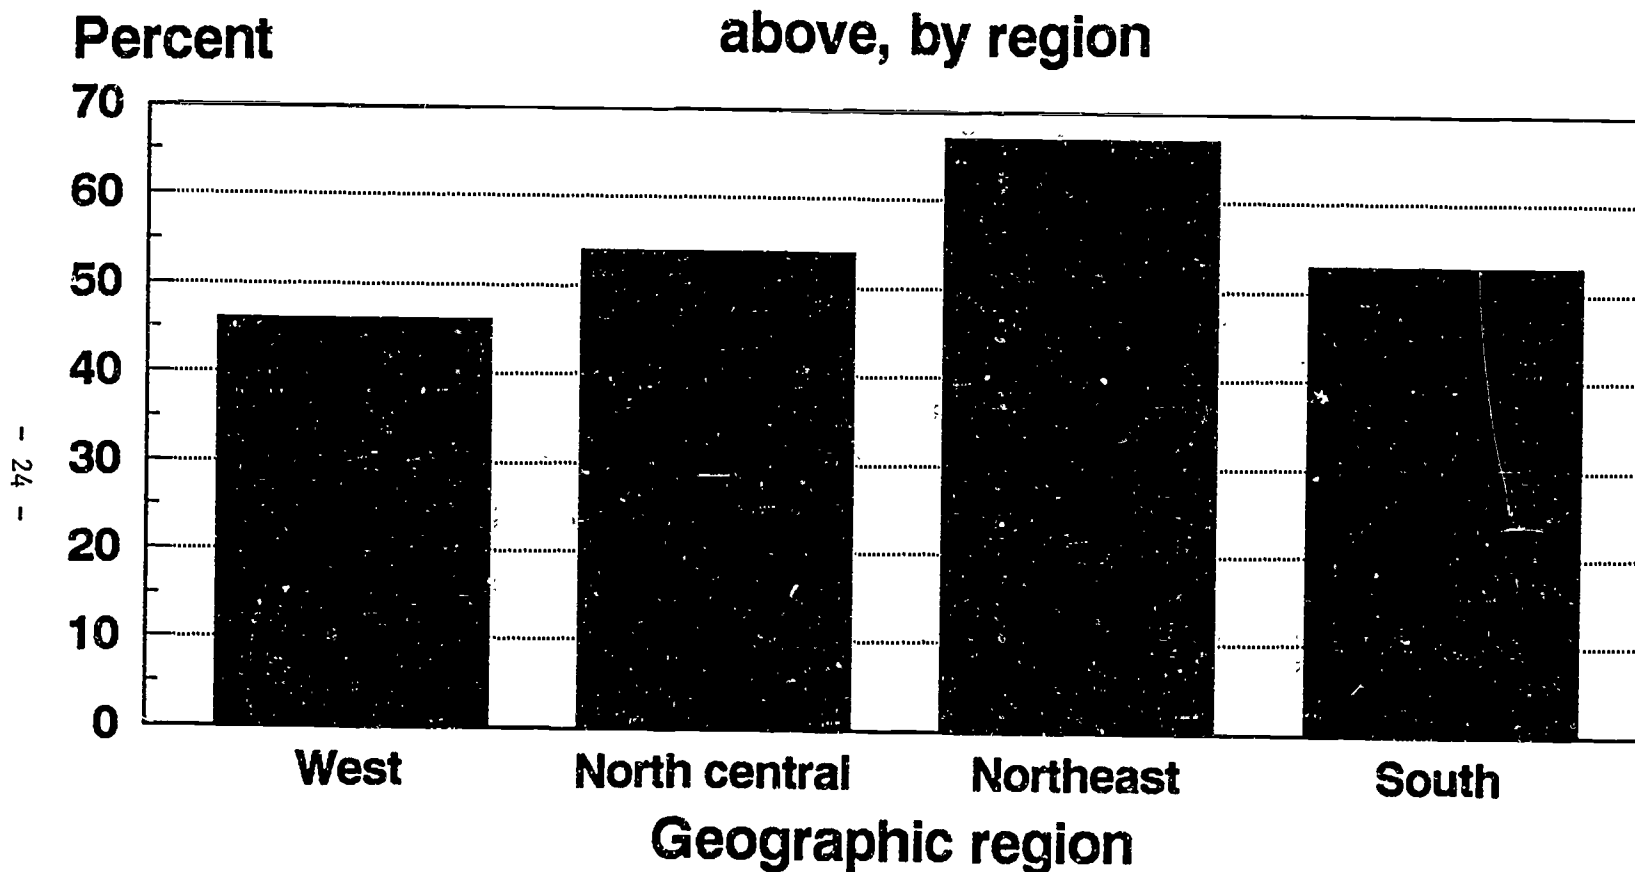 Percent
above, by region
70
60
50
40
30
20
10
0
West
North central
Northeast
South
Geographic region
- 24 -